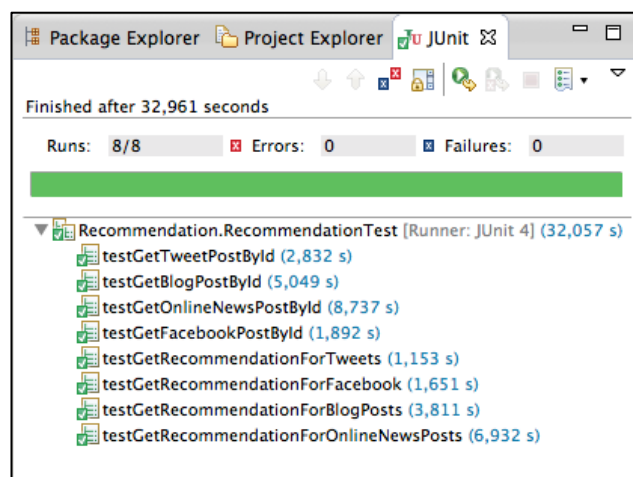 Package Explorer Project Explorer JUnit
Finished after 32,961 seconds
Runs: 8/8 Errors: 0 Failures: 0
Recommendation.RecommendationTest [Runner: JUnit 4] (32,057 s)
testGetTweetPostById (2,832 s)
testGetBlogPostById (5,049 s)
testGetOnlineNewsPostById (8,737 s)
testGetFacebookPostById (1,892 s)
testGetRecommendationForTweets (1,153 s)
testGetRecommendationForFacebook (1,651 s)
testGetRecommendationForBlogPosts (3,811 s)
testGetRecommendationForOnlineNewsPosts (6,932 s)